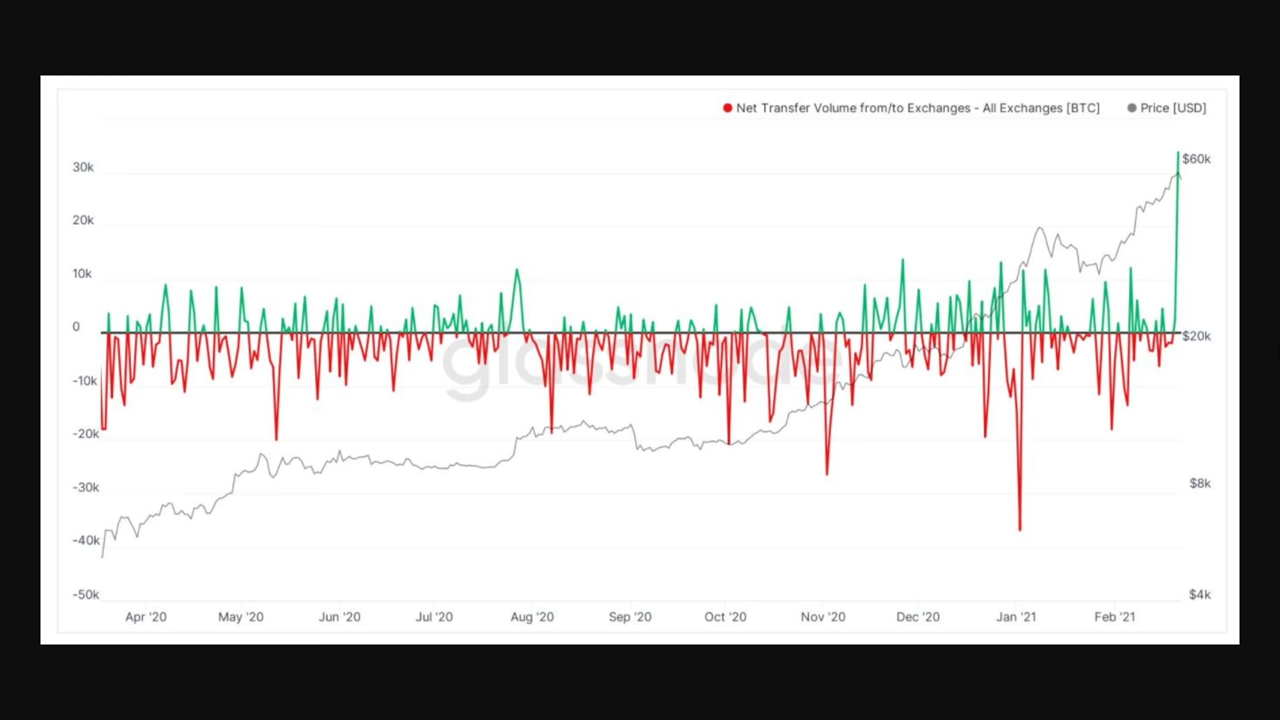 Net Transfer Volume from/to Exchanges - All Exchanges [BTC] Price [USD]
30k
20k
10k
0
-10k
-20k
-30k
-40k
-50k
$60k
$20k
$8k
$4k
glassnode
Apr '20 May '20 Jun '20 Jul '20 Aug '20 Sep '20 Oct '20 Nov '20 Dec '20 Jan '21 Feb '21